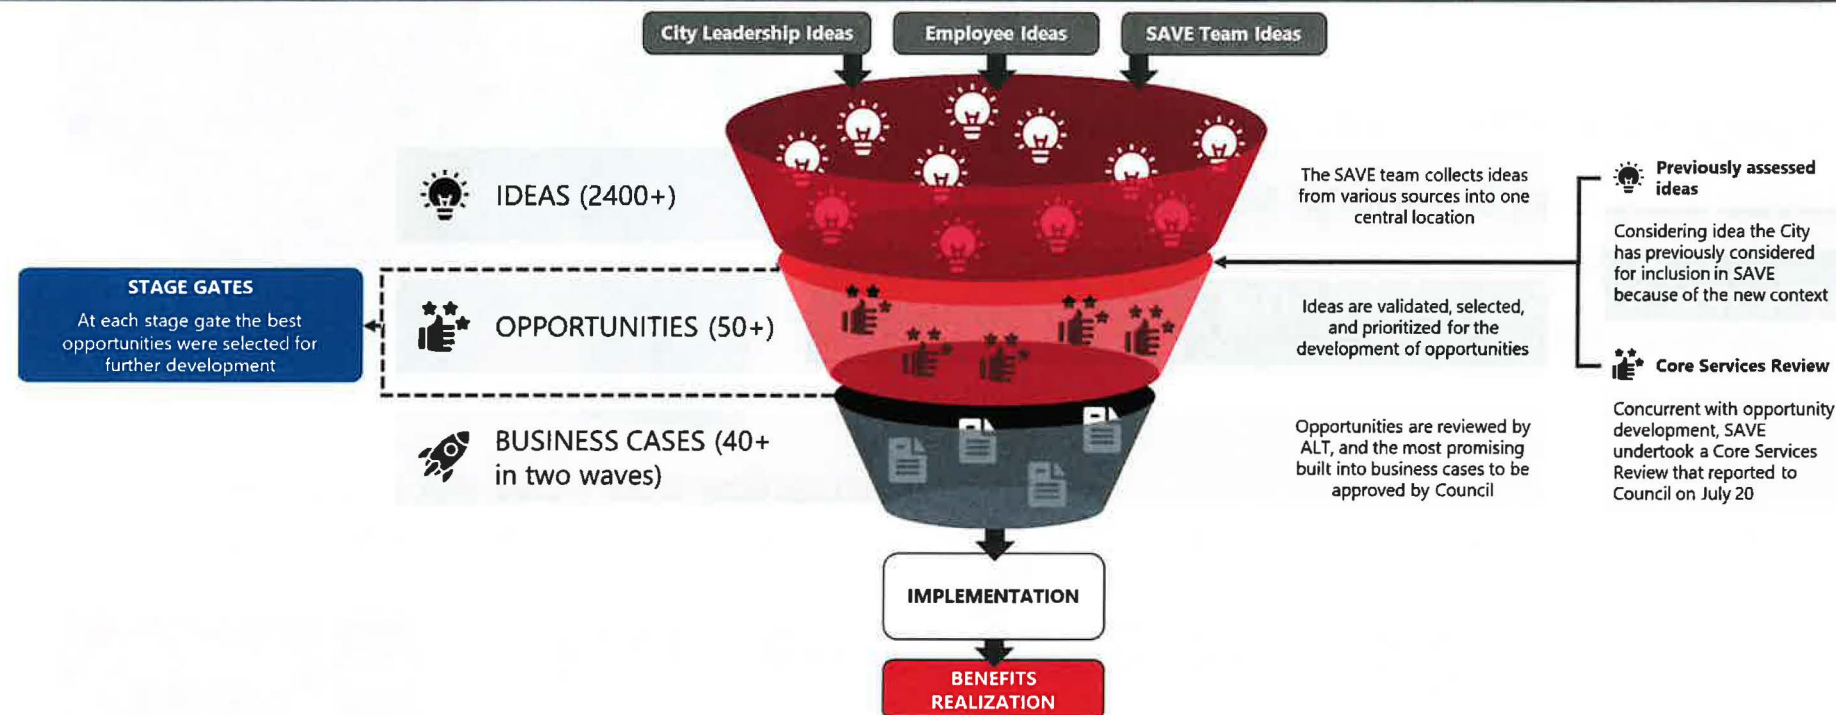 City Leadership Ideas
Employee Ideas
SAVE Team Ideas
IDEAS (2400+)
The SAVE team collects ideas
from various sources into one
central location
Previously assessed
ideas
Considering idea the City
has previously considered
for inclusion in SAVE
because of the new context
STAGE GATES
At each stage gate the best
opportunities were selected for
further development
OPPORTUNITIES (50+)
Ideas are validated, selected,
and prioritized for the
development of opportunities
Core Services Review
Concurrent with opportunity
development, SAVE
undertook a Core Services
Review that reported to
Council on July 20
BUSINESS CASES (40+
in two waves)
Opportunities are reviewed by
ALT, and the most promising
built into business cases to be
approved by Council
IMPLEMENTATION
BENEFITS
REALIZATION